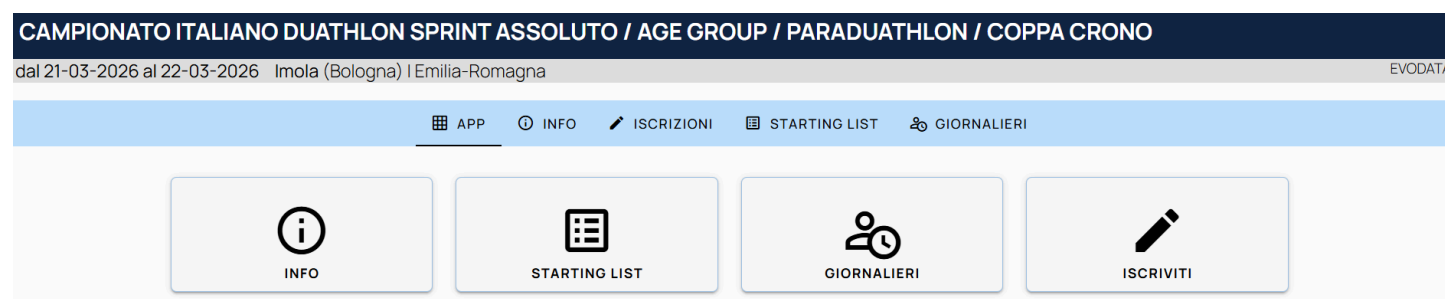 CAMPIONATO ITALIANO DUATHLON SPRINT ASSOLUTO / AGE GROUP / PARADUATHLON / COPPA CRONO
dal 21-03-2026 al 22-03-2026 Imola (Bologna) | Emilia-Romagna EVODATA
APP INFO ISCRIZIONI STARTING LIST GIORNALIERI
INFO STARTING LIST GIORNALIERI ISCRIVITI